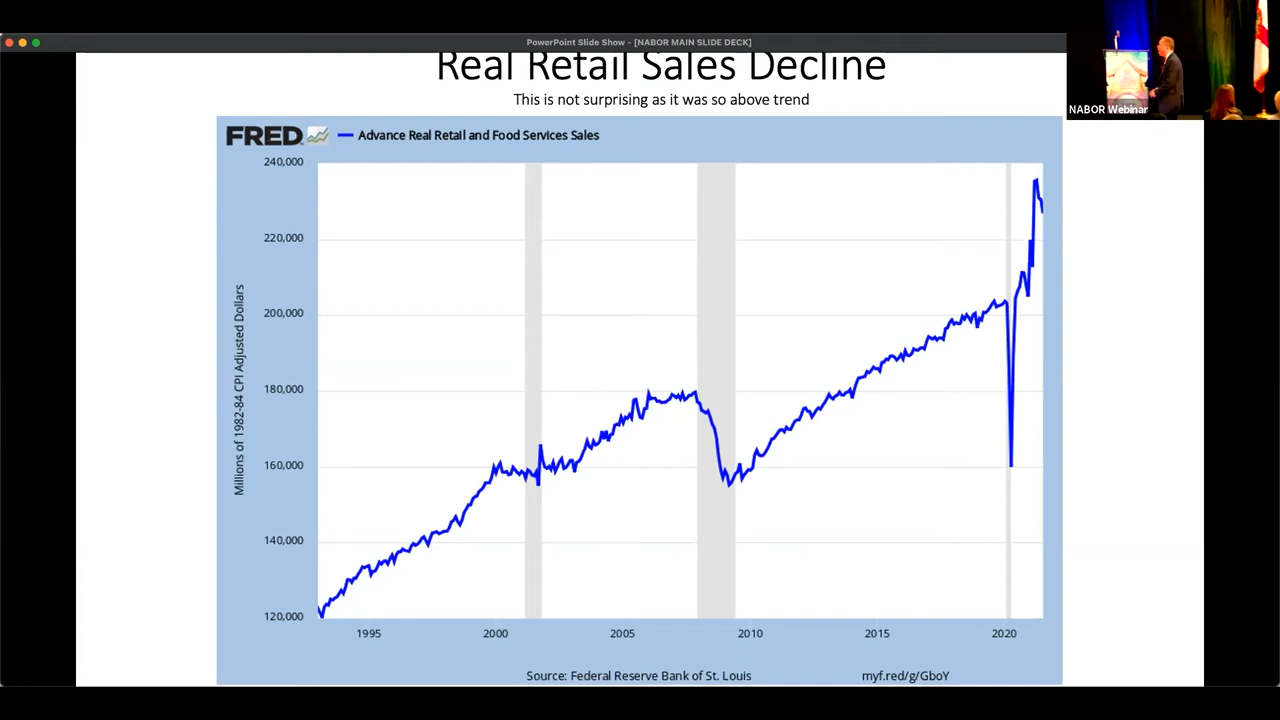 PowerPoint Slide Show - [NABOR MAIN SLIDE DECK]
Real Retail Sales Decline
This is not surprising as it was so above trend
NABOR Webinar
FRED
Advance Real Retail and Food Services Sales
Millions of 1982-84 CPI Adjusted Dollars
240,000
220,000
200,000
180,000
160,000
140,000
120,000
1995 2000 2005 2010 2015 2020
Source: Federal Reserve Bank of St. Louis myf.red/g/GboY